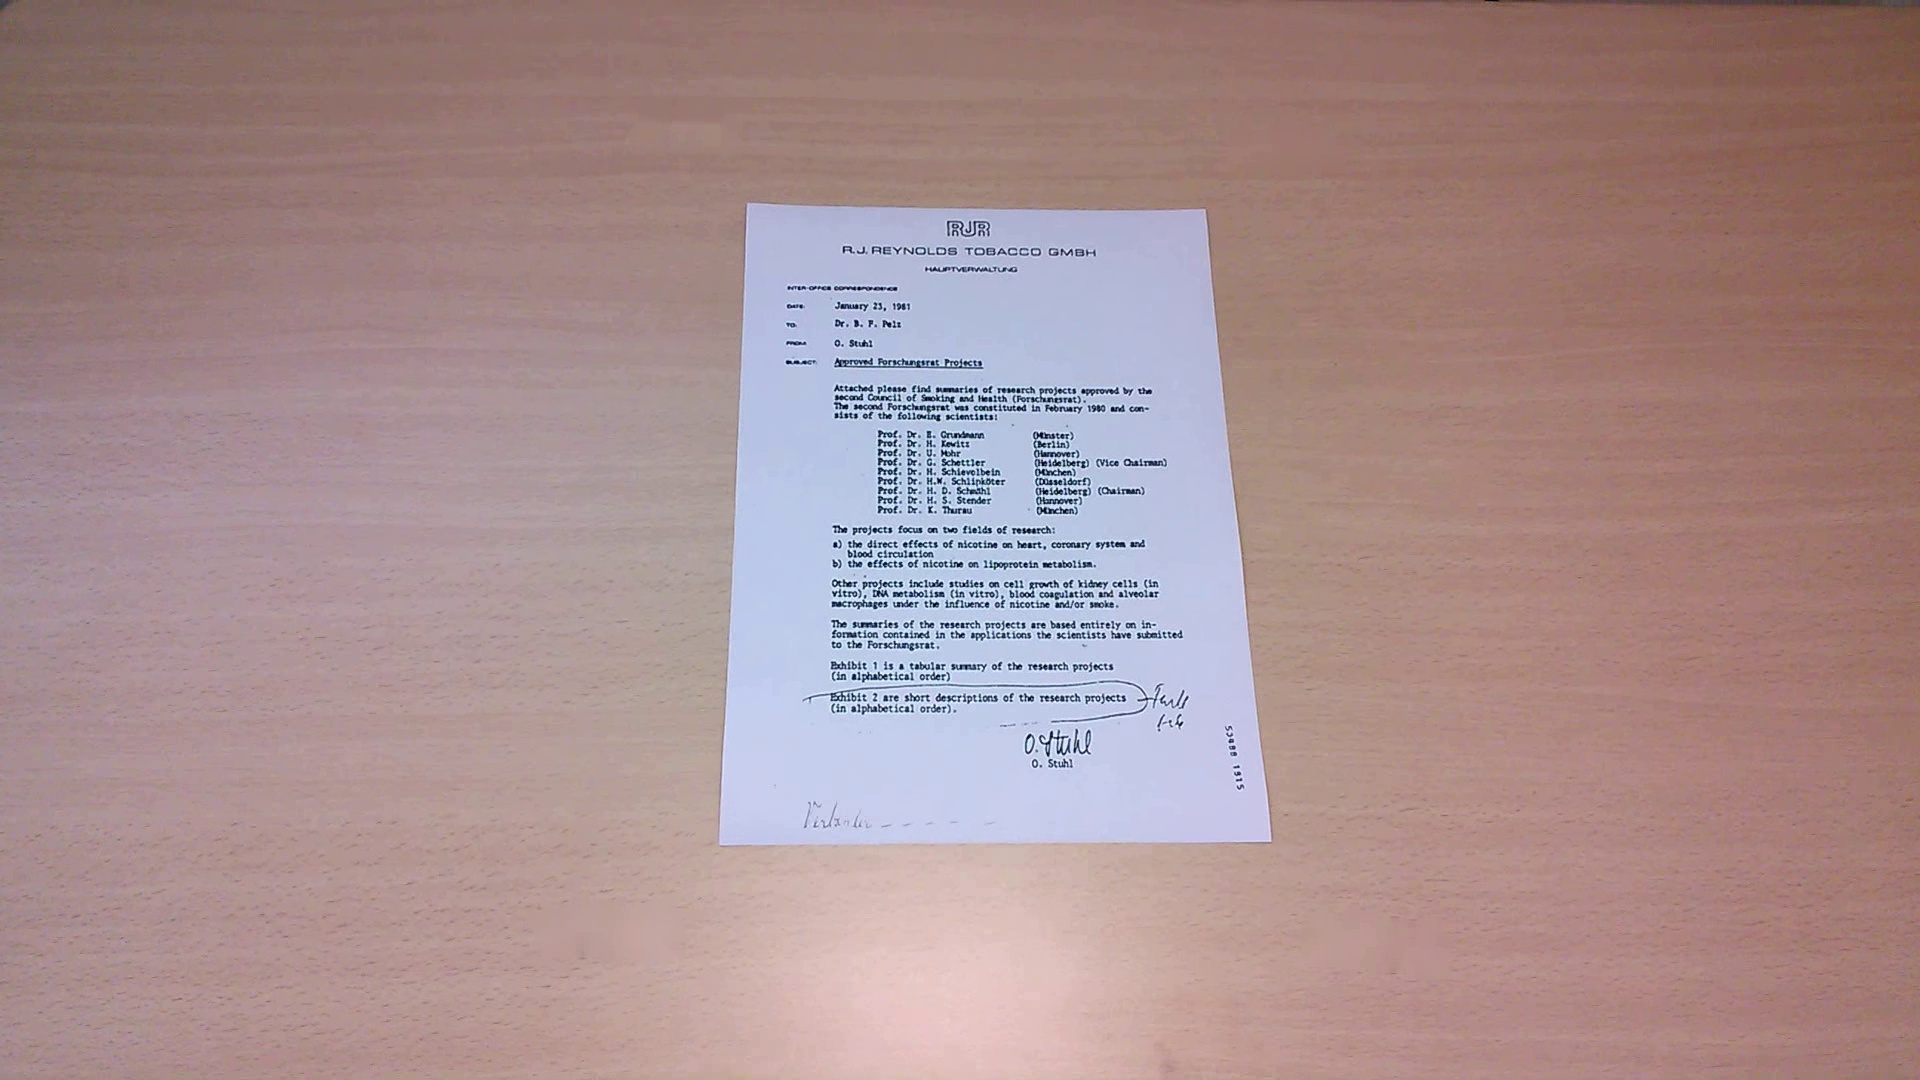 RJR
R.J. REYNOLDS TOBACCO GMBH
HAUPTVERWALTUNG
INTER-OFFICE CORRESPONDENCE
DATE: January 23, 1981
TO: Dr. B. F. Pelz
FROM: O. Stuhl
SUBJECT: Approved Forschungsrat Projects
Attached please find summaries of research projects approved by the
second Council of Smoking and Health (Forschungsrat).
The second Forschungsrat was constituted in February 1980 and con-
sists of the following scientists:
Prof. Dr. E. Grundmann (Münster)
Prof. Dr. H. Kewitz (Berlin)
Prof. Dr. U. Mohr (Hannover)
Prof. Dr. G. Schettler (Heidelberg) (Vice Chairman)
Prof. Dr. H. Schievelbein (München)
Prof. Dr. H.W. Schlipköter (Düsseldorf)
Prof. Dr. H. D. Schmähl (Heidelberg) (Chairman)
Prof. Dr. H. S. Stender (Hannover)
Prof. Dr. K. Thurau (München)
The projects focus on two fields of research:
a) the direct effects of nicotine on heart, coronary system and
blood circulation
b) the effects of nicotine on lipoprotein metabolism.
Other projects include studies on cell growth of kidney cells (in
vitro), DNA metabolism (in vitro), blood coagulation and alveolar
macrophages under the influence of nicotine and/or smoke.
The summaries of the research projects are based entirely on in-
formation contained in the applications the scientists have submitted
to the Forschungsrat.
Exhibit 1 is a tabular summary of the research projects
(in alphabetical order)
Exhibit 2 are short descriptions of the research projects
(in alphabetical order).
O. Stuhl
O. Stuhl
53488 1515